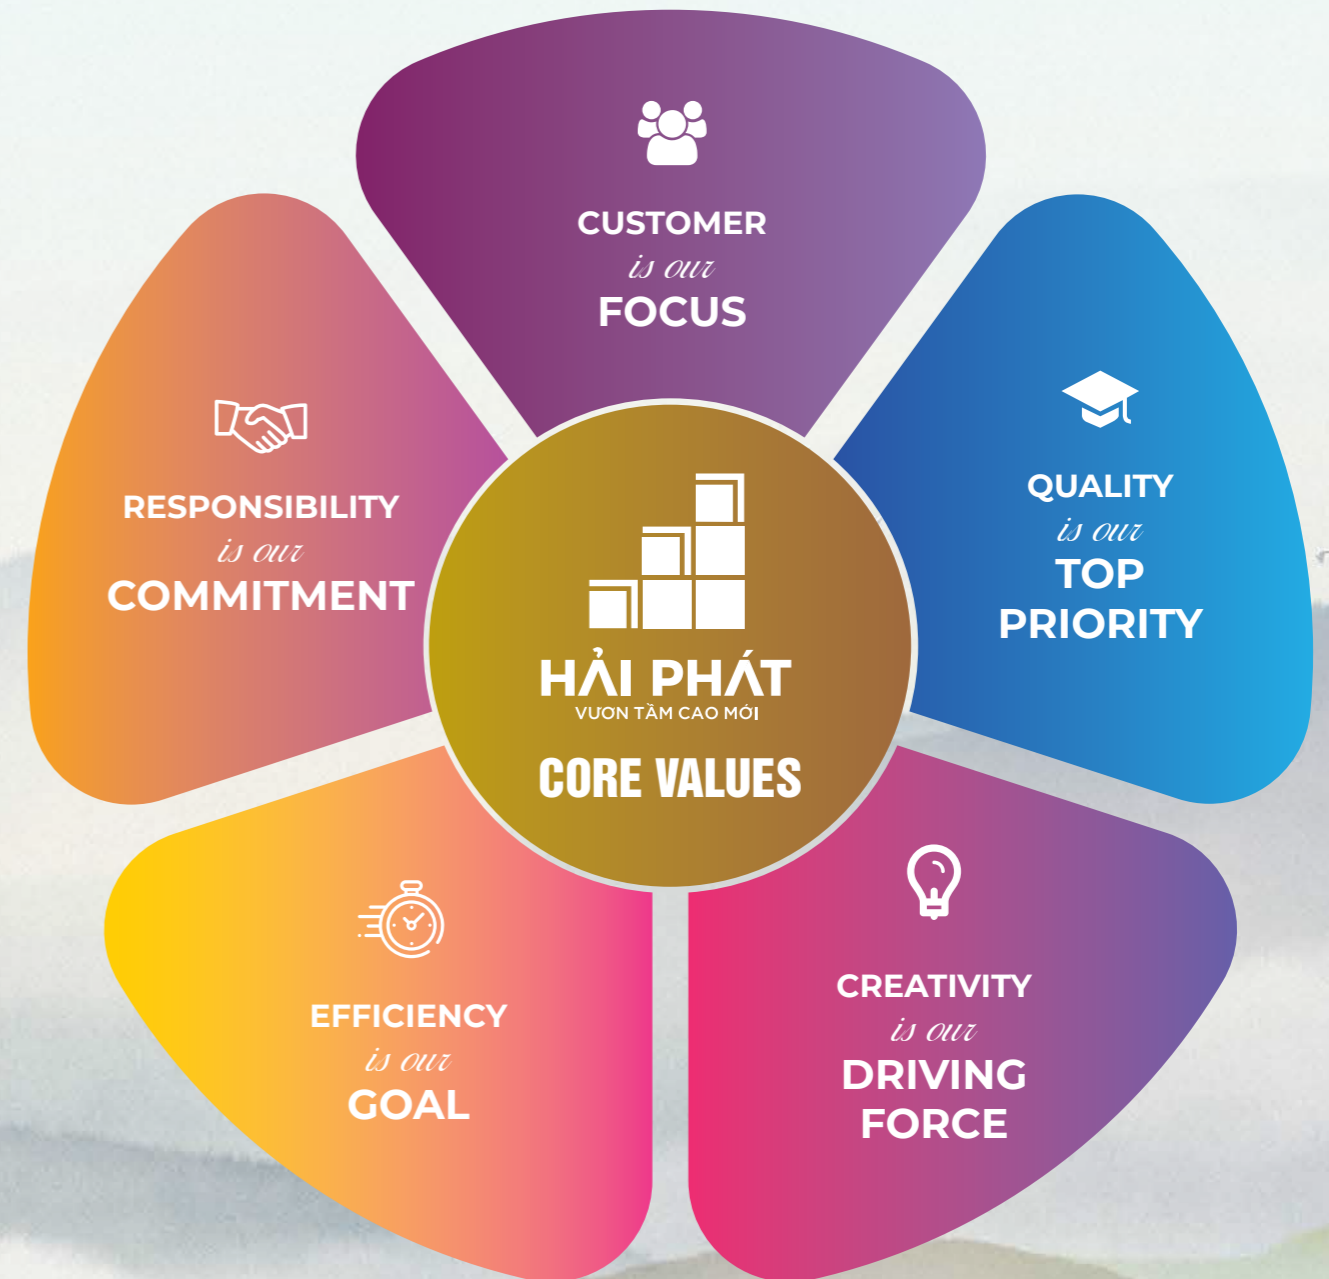 CUSTOMER
is our
FOCUS
QUALITY
is our
TOP
PRIORITY
CREATIVITY
is our
DRIVING
FORCE
EFFICIENCY
is our
GOAL
RESPONSIBILITY
is our
COMMITMENT
HẢI PHÁT
VƯƠN TẦM CAO MỚI
CORE VALUES